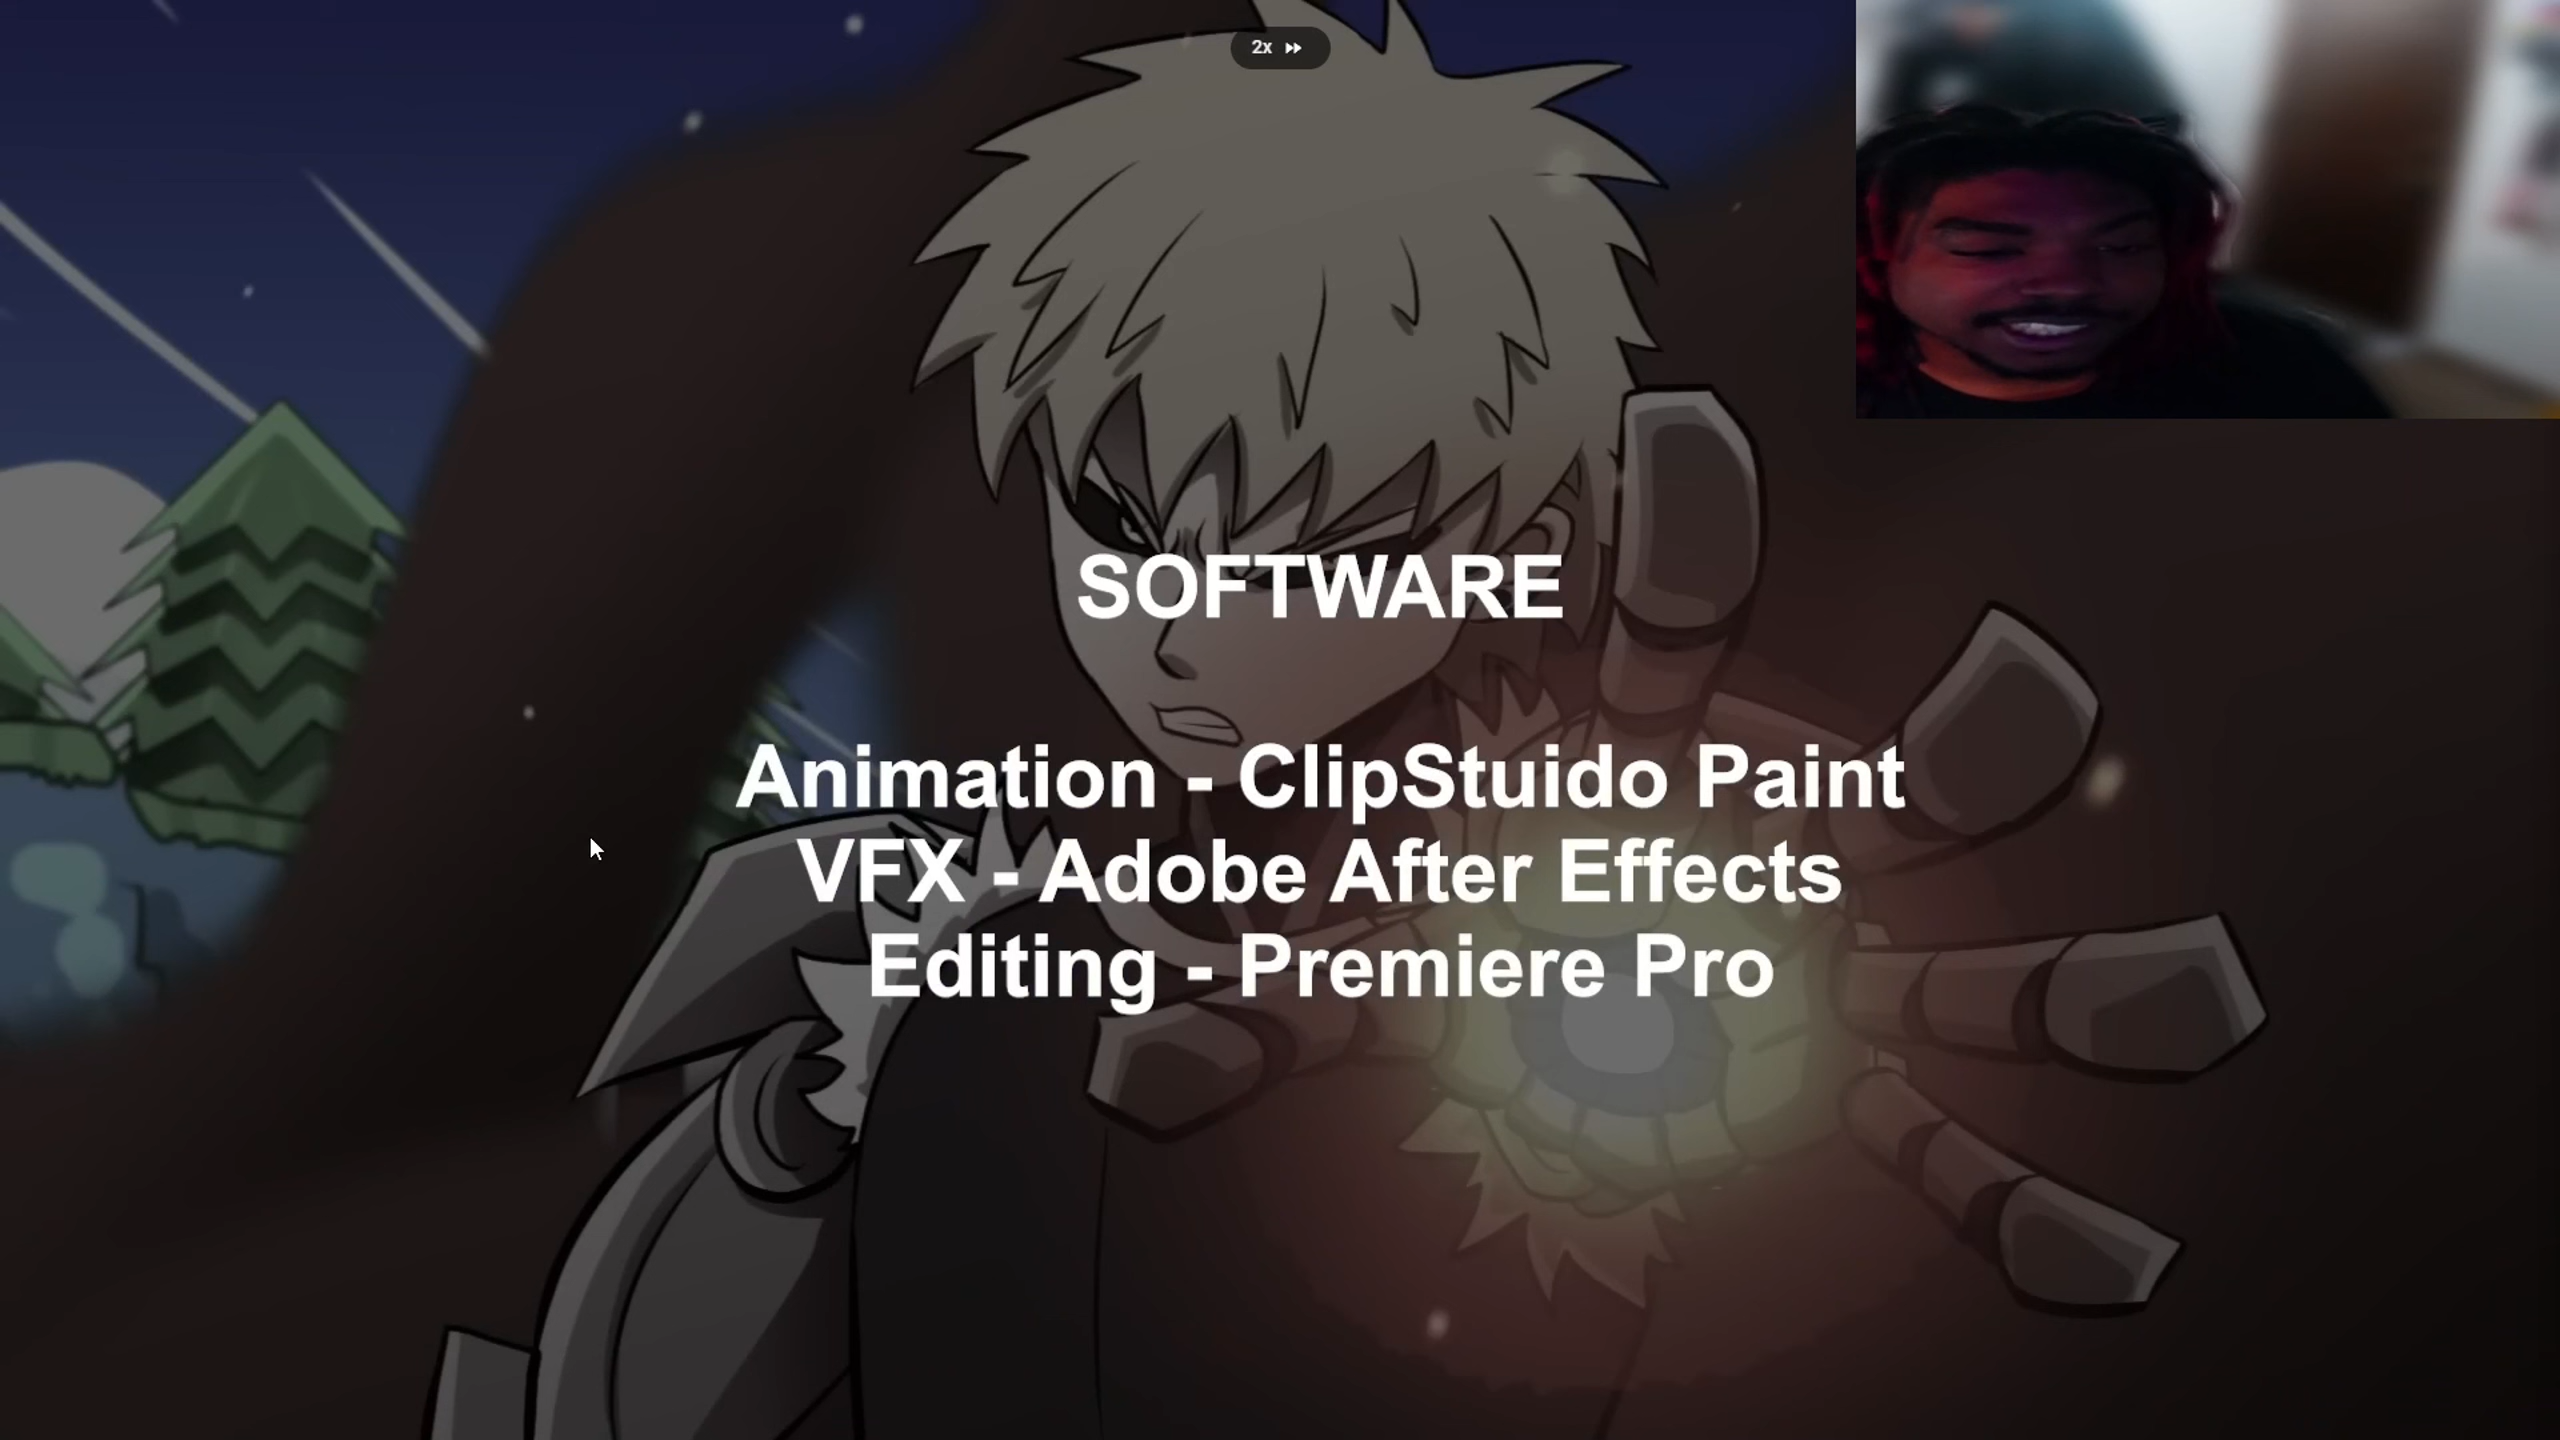 2x
SOFTWARE
Animation - ClipStuido Paint
VFX - Adobe After Effects
Editing - Premiere Pro